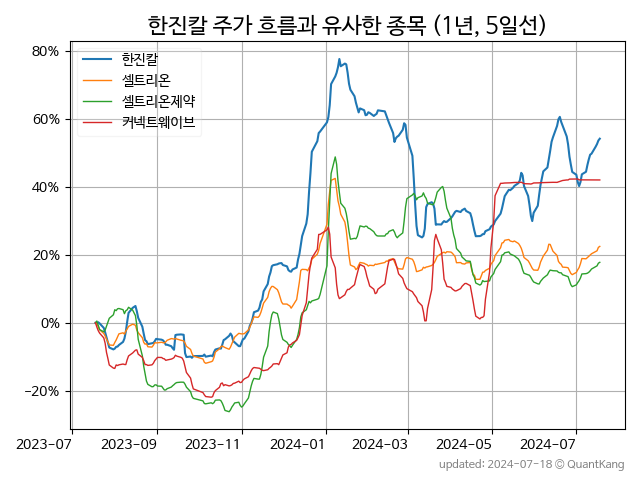 한진칼 주가 흐름과 유사한 종목 (1년, 5일선)
한진칼
셀트리온
셀트리온제약
커넥트웨이브
80%
60%
40%
20%
0%
−20%
2023-07
2023-09
2023-11
2024-01
2024-03
2024-05
2024-07
updated: 2024-07-18 © QuantKang